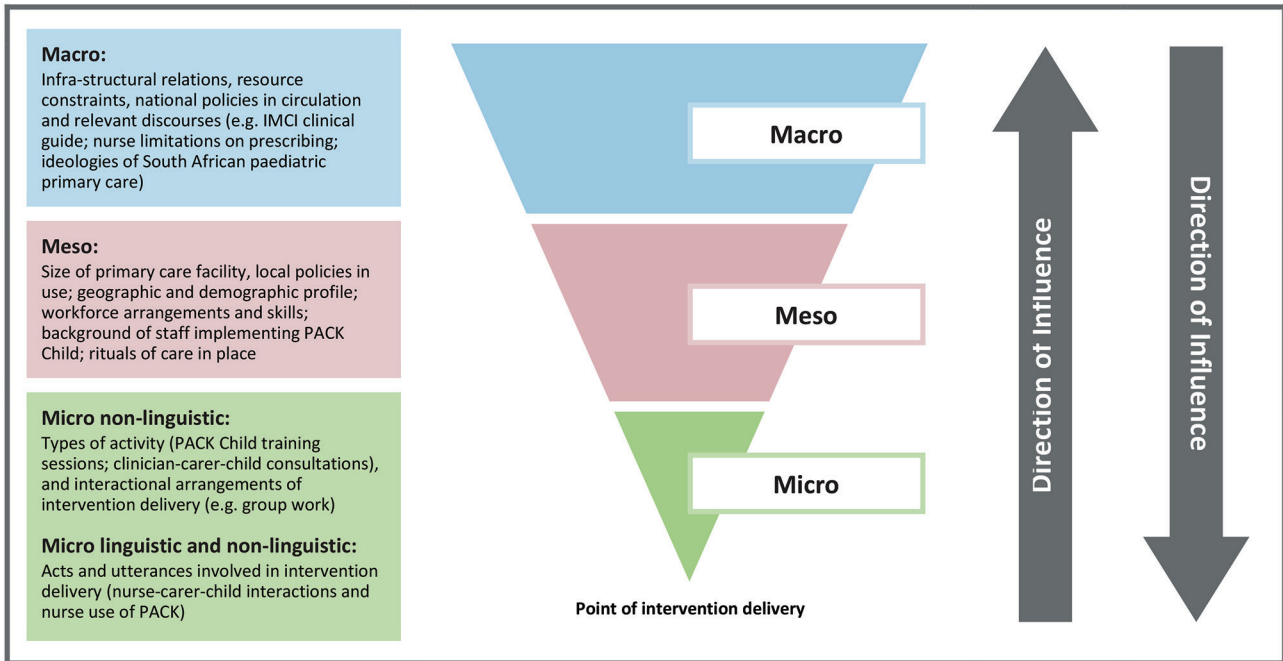 Macro:
Infra-structural relations, resource
constraints, national policies in circulation
and relevant discourses (e.g. IMCI clinical
guide; nurse limitations on prescribing;
ideologies of South African paediatric
primary care)
Meso:
Size of primary care facility, local policies in
use; geographic and demographic profile;
workforce arrangements and skills;
background of staff implementing PACK
Child; rituals of care in place
Micro non-linguistic:
Types of activity (PACK Child training
sessions; clinician-carer-child consultations),
and interactional arrangements of
intervention delivery (e.g. group work)
Micro linguistic and non-linguistic:
Acts and utterances involved in intervention
delivery (nurse-carer-child interactions and
nurse use of PACK)
Macro
Meso
Micro
Point of intervention delivery
Direction of Influence
Direction of Influence